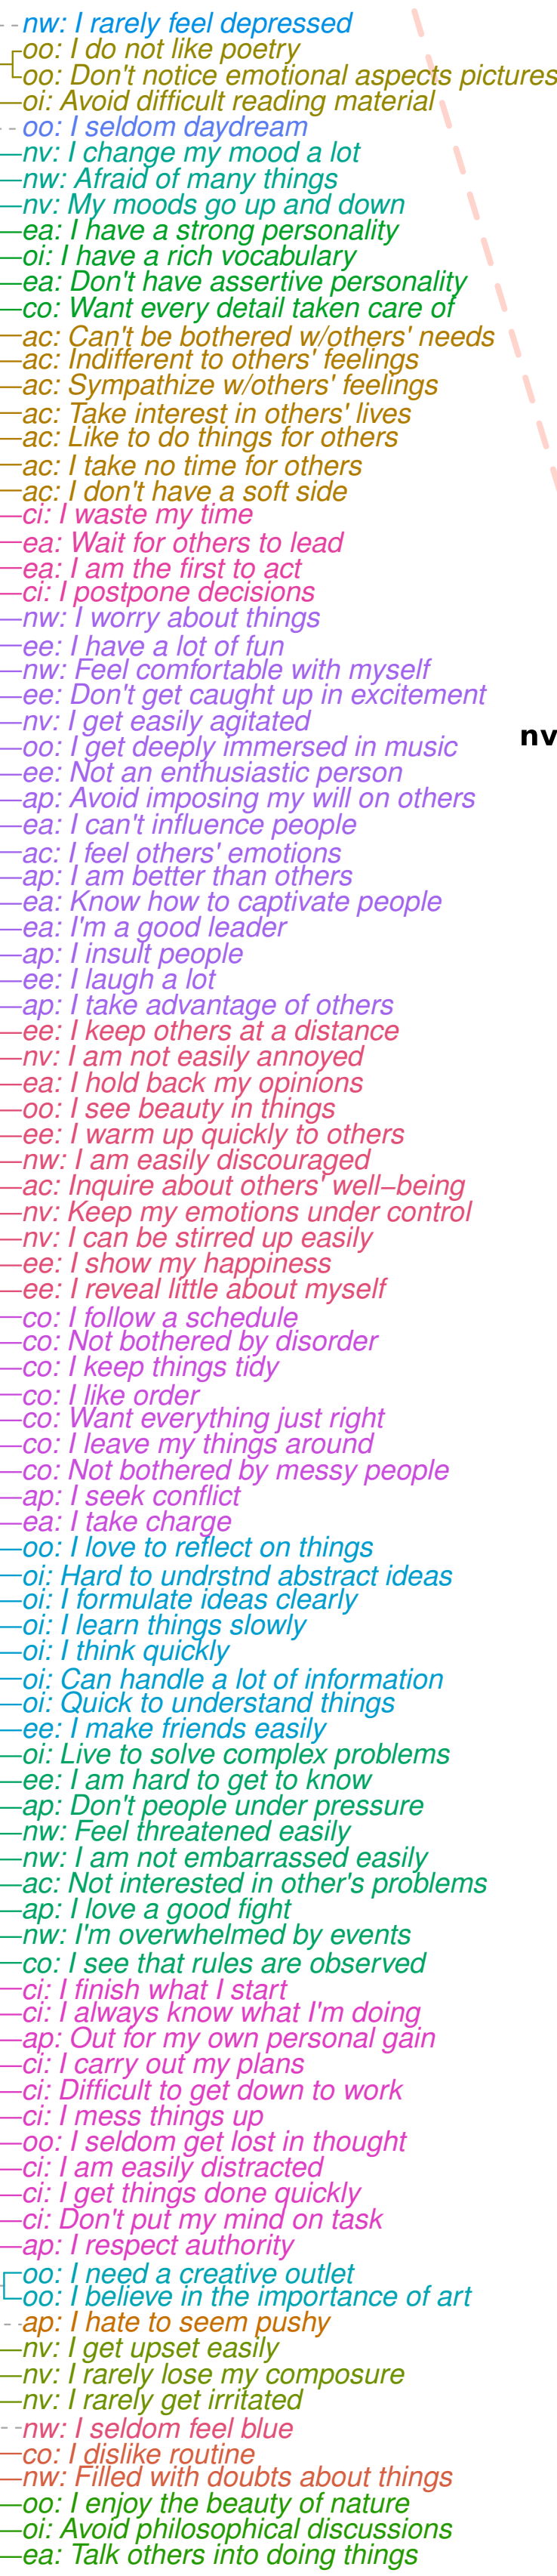 nw: I rarely feel depressed
oo: I do not like poetry
oo: Don't notice emotional aspects pictures
oi: Avoid difficult reading material
oo: I seldom daydream
nv: I change my mood a lot
nw: Afraid of many things
nv: My moods go up and down
ea: I have a strong personality
oi: I have a rich vocabulary
ea: Don't have assertive personality
co: Want every detail taken care of
ac: Can't be bothered w/others' needs
ac: Indifferent to others' feelings
ac: Sympathize w/others' feelings
ac: Take interest in others' lives
ac: Like to do things for others
ac: I take no time for others
ac: I don't have a soft side
ci: I waste my time
ea: Wait for others to lead
ea: I am the first to act
ci: I postpone decisions
nw: I worry about things
ee: I have a lot of fun
nw: Feel comfortable with myself
ee: Don't get caught up in excitement
nv: I get easily agitated
nv
oo: I get deeply immersed in music
ee: Not an enthusiastic person
ap: Avoid imposing my will on others
ea: I can't influence people
ac: I feel others' emotions
ap: I am better than others
ea: Know how to captivate people
ea: I'm a good leader
ap: I insult people
ee: I laugh a lot
ap: I take advantage of others
ee: I keep others at a distance
nv: I am not easily annoyed
ea: I hold back my opinions
oo: I see beauty in things
ee: I warm up quickly to others
nw: I am easily discouraged
ac: Inquire about others' well−being
nv: Keep my emotions under control
nv: I can be stirred up easily
ee: I show my happiness
ee: I reveal little about myself
co: I follow a schedule
co: Not bothered by disorder
co: I keep things tidy
co: I like order
co: Want everything just right
co: I leave my things around
co: Not bothered by messy people
ap: I seek conflict
ea: I take charge
oo: I love to reflect on things
oi: Hard to undrstnd abstract ideas
oi: I formulate ideas clearly
oi: I learn things slowly
oi: I think quickly
oi: Can handle a lot of information
oi: Quick to understand things
ee: I make friends easily
oi: Live to solve complex problems
ee: I am hard to get to know
ap: Don't people under pressure
nw: Feel threatened easily
nw: I am not embarrassed easily
ac: Not interested in other's problems
ap: I love a good fight
nw: I'm overwhelmed by events
co: I see that rules are observed
ci: I finish what I start
ci: I always know what I'm doing
ap: Out for my own personal gain
ci: I carry out my plans
ci: Difficult to get down to work
ci: I mess things up
oo: I seldom get lost in thought
ci: I am easily distracted
ci: I get things done quickly
ci: Don't put my mind on task
ap: I respect authority
oo: I need a creative outlet
oo: I believe in the importance of art
ap: I hate to seem pushy
nv: I get upset easily
nv: I rarely lose my composure
nv: I rarely get irritated
nw: I seldom feel blue
co: I dislike routine
nw: Filled with doubts about things
oo: I enjoy the beauty of nature
oi: Avoid philosophical discussions
ea: Talk others into doing things